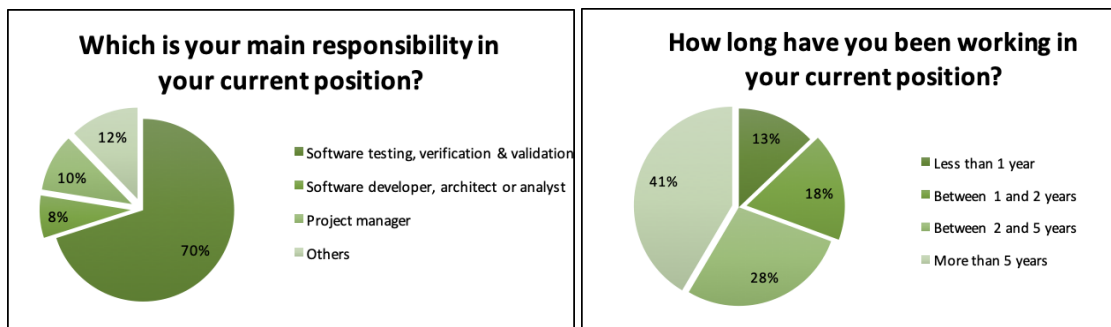 Which is your main responsibility in
your current position?
12%
10%
8%
70%
Software testing, verification & validation
Software developer, architect or analyst
Project manager
Others
How long have you been working in
your current position?
13%
41%
18%
28%
Less than 1 year
Between 1 and 2 years
Between 2 and 5 years
More than 5 years